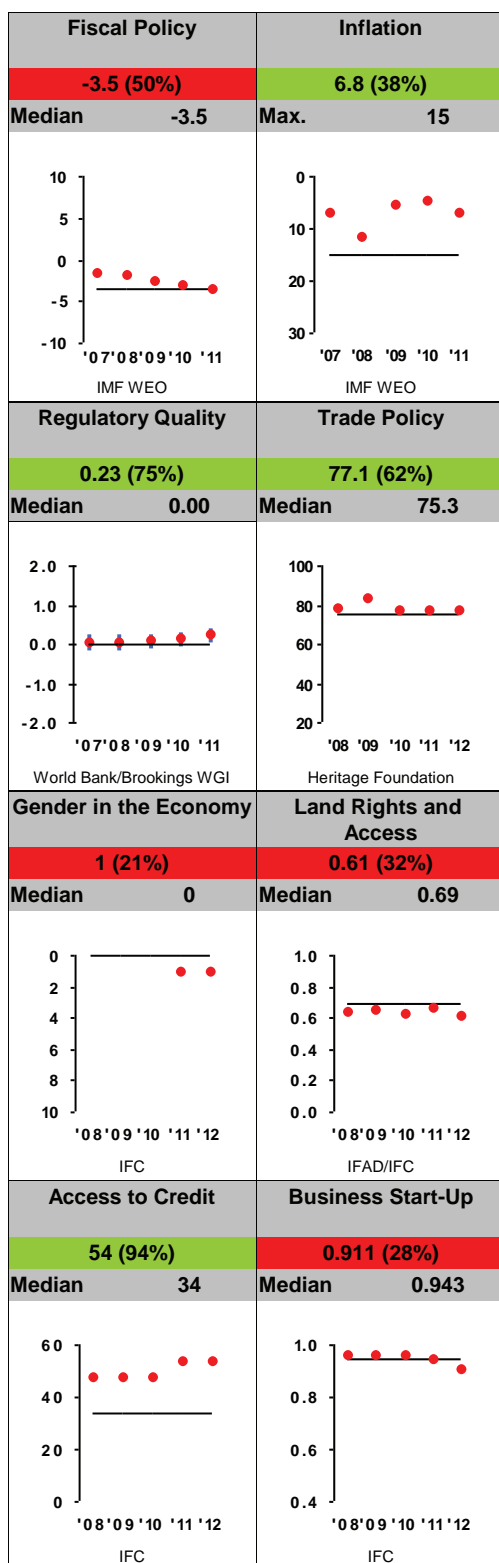 Fiscal Policy
-3.5 (50%)
Median -3.5
10
5
0
-5
-10
'07 '08 '09 '10 '11
IMF WEO
Inflation
6.8 (38%)
Max. 15
0
10
20
30
'07 '08 '09 '10 '11
IMF WEO
Regulatory Quality
0.23 (75%)
Median 0.00
2.0
1.0
0.0
-1.0
-2.0
'07 '08 '09 '10 '11
World Bank/Brookings WGI
Trade Policy
77.1 (62%)
Median 75.3
100
80
60
40
20
'08 '09 '10 '11 '12
Heritage Foundation
Gender in the Economy
1 (21%)
Median 0
0
2
4
6
8
10
'08 '09 '10 '11 '12
IFC
Land Rights and
Access
0.61 (32%)
Median 0.69
1.0
0.8
0.6
0.4
0.2
0.0
'08 '09 '10 '11 '12
IFAD/IFC
Access to Credit
54 (94%)
Median 34
60
40
20
0
'08 '09 '10 '11 '12
IFC
Business Start-Up
0.911 (28%)
Median 0.943
1.0
0.8
0.6
0.4
'08 '09 '10 '11 '12
IFC